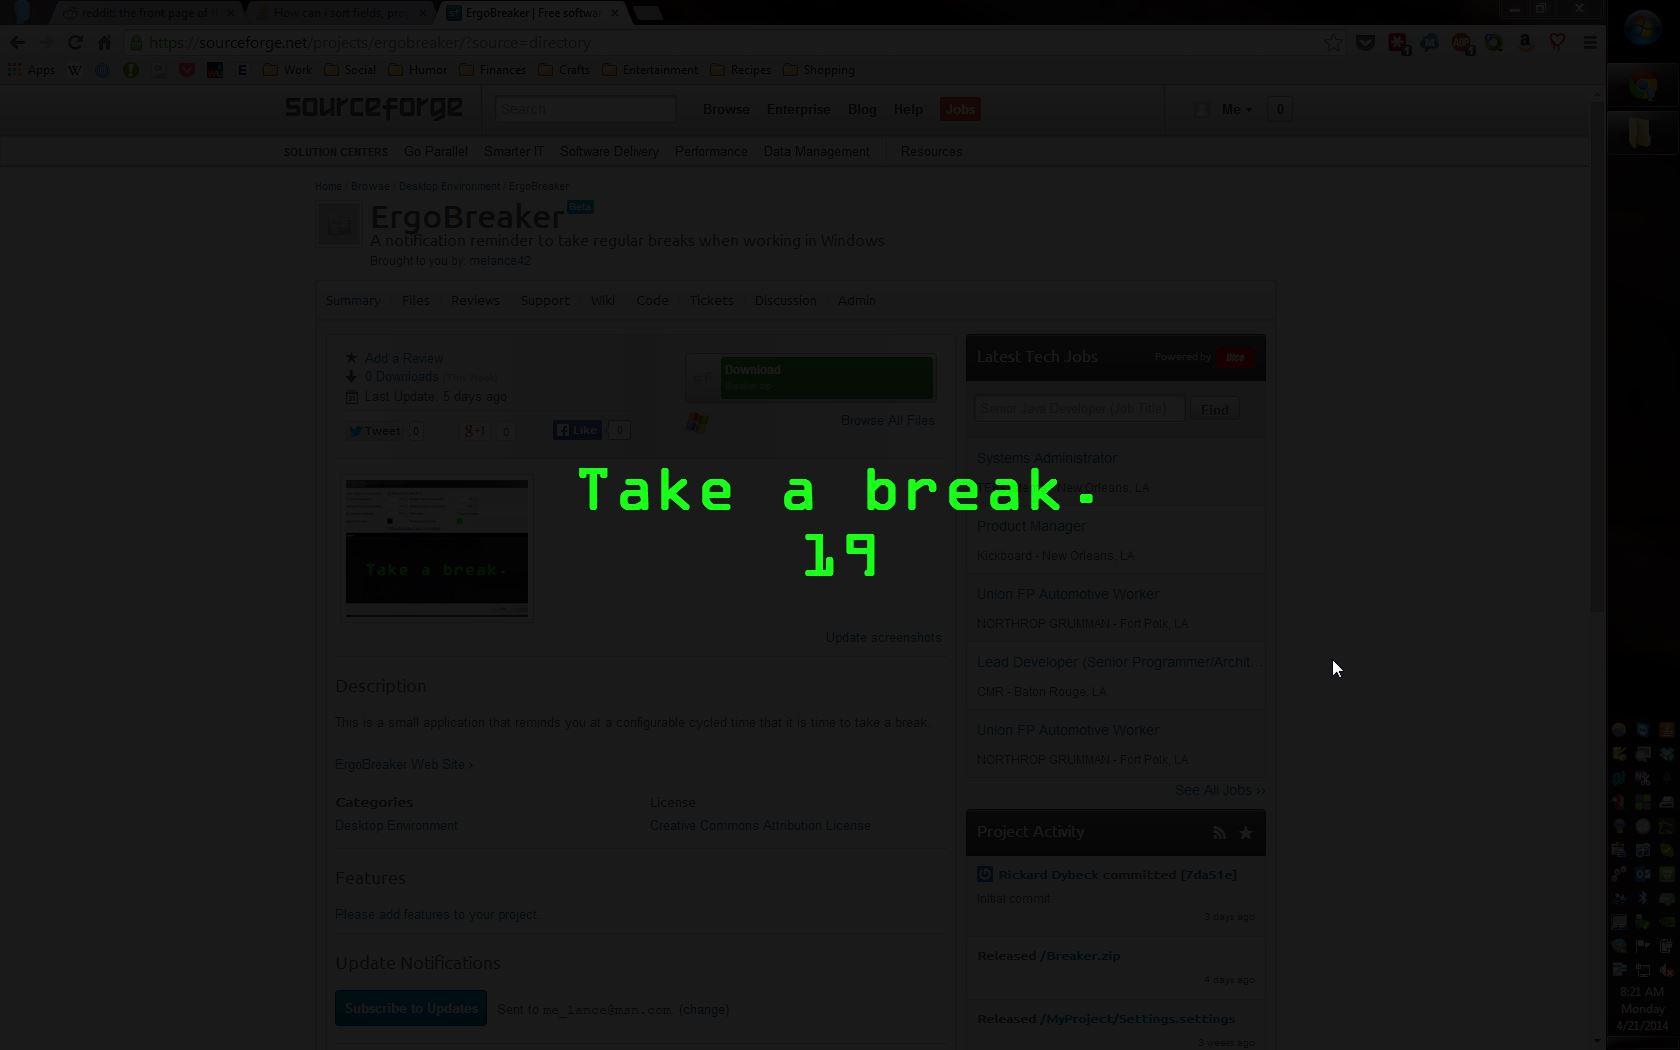 reddit: the front page of t
How can i sort fields, pro
ErgoBreaker | Free softwar
https://sourceforge.net/projects/ergobreaker/?source=directory
Apps
Work
Social
Humor
Finances
Crafts
Entertainment
Recipes
Shopping
sourceforge
Search
Browse
Enterprise
Blog
Help
Jobs
Me
0
SOLUTION CENTERS
Go Parallel
Smarter IT
Software Delivery
Performance
Data Management
Resources
Home / Browse / Desktop Environment / ErgoBreaker
ErgoBreaker Beta
A notification reminder to take regular breaks when working in Windows
Brought to you by: melance42
Summary
Files
Reviews
Support
Wiki
Code
Tickets
Discussion
Admin
Add a Review
0 Downloads (This Week)
Last Update: 5 days ago
Tweet 0
g+1 0
Like 0
Download
Breaker.zip
Browse All Files
Latest Tech Jobs
Powered by Dice
Senior Java Developer (Job Title)
Find
Take a break.
19
Systems Administrator
New Orleans, LA
Product Manager
Kickboard - New Orleans, LA
Union FP Automotive Worker
NORTHROP GRUMMAN - Fort Polk, LA
Lead Developer (Senior Programmer/Archit...
CMR - Baton Rouge, LA
Union FP Automotive Worker
NORTHROP GRUMMAN - Fort Polk, LA
See All Jobs ››
Take a break.
Update screenshots
Description
This is a small application that reminds you at a configurable cycled time that it is time to take a break.
ErgoBreaker Web Site ›
Categories
Desktop Environment
License
Creative Commons Attribution License
Features
Please add features to your project.
Update Notifications
Subscribe to Updates
Sent to me_lance@msn.com. (change)
Project Activity
Rickard Dybeck committed [7da51e]
Initial commit
3 days ago
Released /Breaker.zip
4 days ago
Released /MyProject/Settings.settings
3 weeks ago
8:21 AM
Monday
4/21/2014